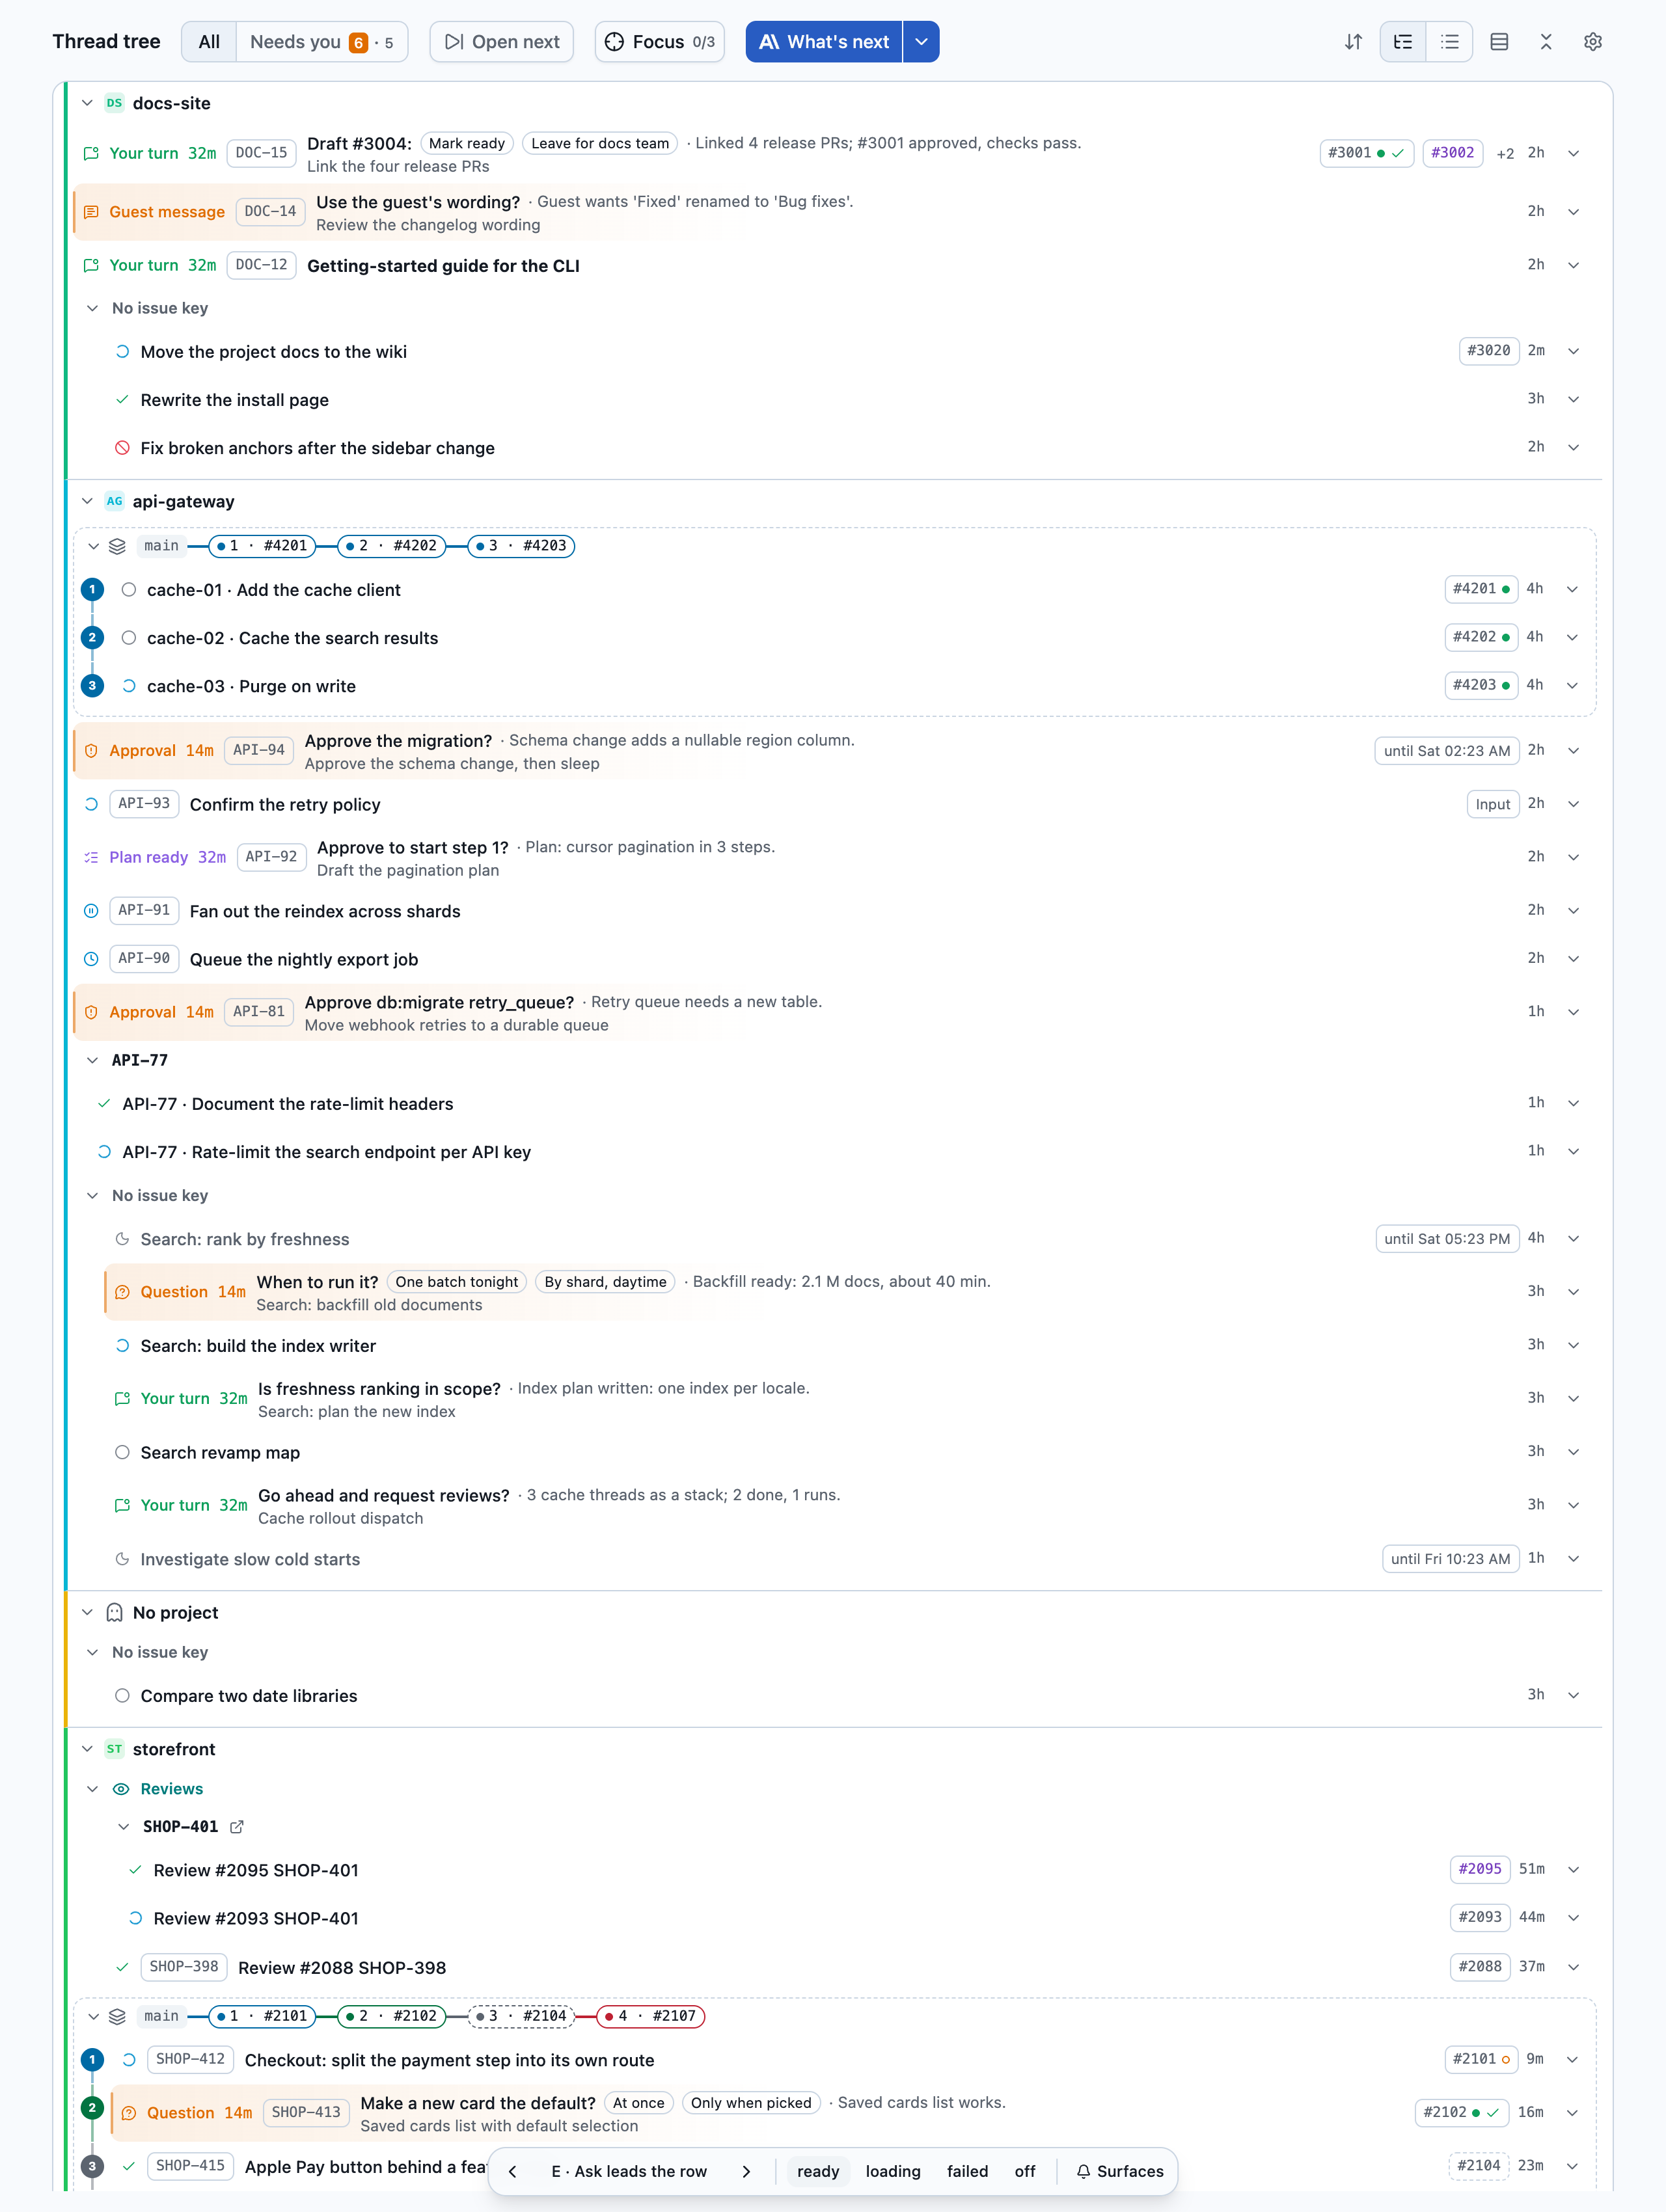 Thread tree All Needs you 6 · 5 Open next Focus 0/3 What's next
DS docs-site
Your turn 32m DOC-15 Draft #3004: Mark ready Leave for docs team · Linked 4 release PRs; #3001 approved, checks pass. #3001 #3002 +2 2h
Link the four release PRs
Guest message DOC-14 Use the guest's wording? · Guest wants 'Fixed' renamed to 'Bug fixes'. 2h
Review the changelog wording
Your turn 32m DOC-12 Getting-started guide for the CLI 2h
No issue key
Move the project docs to the wiki #3020 2m
Rewrite the install page 3h
Fix broken anchors after the sidebar change 2h
AG api-gateway
main 1 · #4201 2 · #4202 3 · #4203
1 cache-01 · Add the cache client #4201 4h
2 cache-02 · Cache the search results #4202 4h
3 cache-03 · Purge on write #4203 4h
Approval 14m API-94 Approve the migration? · Schema change adds a nullable region column. until Sat 02:23 AM 2h
Approve the schema change, then sleep
API-93 Confirm the retry policy Input 2h
Plan ready 32m API-92 Approve to start step 1? · Plan: cursor pagination in 3 steps. 2h
Draft the pagination plan
API-91 Fan out the reindex across shards 2h
API-90 Queue the nightly export job 2h
Approval 14m API-81 Approve db:migrate retry_queue? · Retry queue needs a new table. 1h
Move webhook retries to a durable queue
API-77
API-77 · Document the rate-limit headers 1h
API-77 · Rate-limit the search endpoint per API key 1h
No issue key
Search: rank by freshness until Sat 05:23 PM 4h
Question 14m When to run it? One batch tonight By shard, daytime · Backfill ready: 2.1 M docs, about 40 min. 3h
Search: backfill old documents
Search: build the index writer 3h
Your turn 32m Is freshness ranking in scope? · Index plan written: one index per locale. 3h
Search: plan the new index
Search revamp map 3h
Your turn 32m Go ahead and request reviews? · 3 cache threads as a stack; 2 done, 1 runs. 3h
Cache rollout dispatch
Investigate slow cold starts until Fri 10:23 AM 1h
No project
No issue key
Compare two date libraries 3h
ST storefront
Reviews
SHOP-401
Review #2095 SHOP-401 #2095 51m
Review #2093 SHOP-401 #2093 44m
SHOP-398 Review #2088 SHOP-398 #2088 37m
main 1 · #2101 2 · #2102 3 · #2104 4 · #2107
1 SHOP-412 Checkout: split the payment step into its own route #2101 9m
2 Question 14m SHOP-413 Make a new card the default? At once Only when picked · Saved cards list works. #2102 16m
Saved cards list with default selection
3 SHOP-415 Apple Pay button behind a #2104 23m
E · Ask leads the row ready loading failed off Surfaces